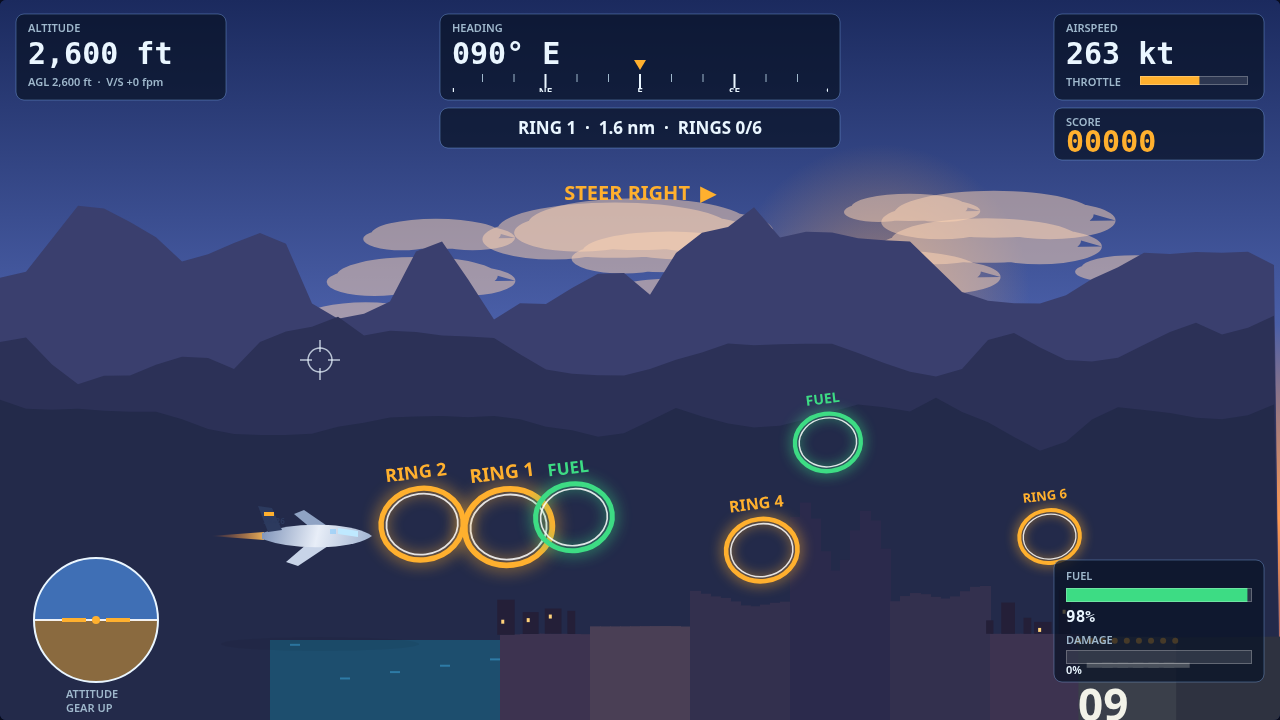 ALTITUDE
2,600 ft
AGL 2,600 ft · V/S +0 fpm
HEADING
090° E
NE E SE
RING 1 · 1.6 nm · RINGS 0/6
AIRSPEED
263 kt
THROTTLE
SCORE
00000
STEER RIGHT ▶
FUEL
RING 2
RING 1
FUEL
RING 4
RING 6
FUEL
98%
DAMAGE
0%
ATTITUDE
GEAR UP
09